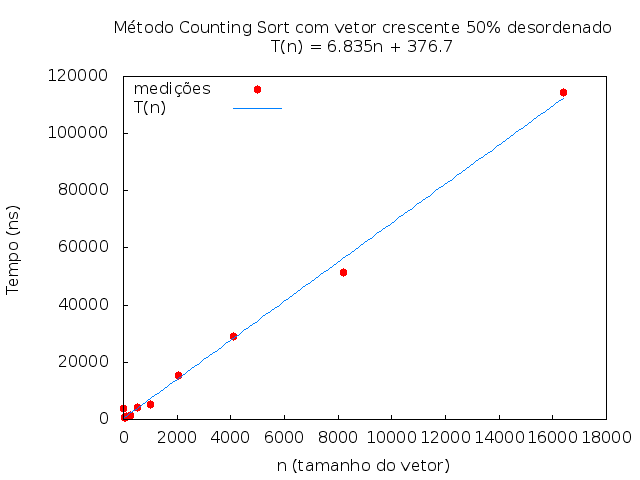 Método Counting Sort com vetor crescente 50% desordenado
T(n) = 6.835n + 376.7
120000
100000
80000
60000
40000
20000
0
medições
T(n)
Tempo (ns)
0 2000 4000 6000 8000 10000 12000 14000 16000 18000
n (tamanho do vetor)